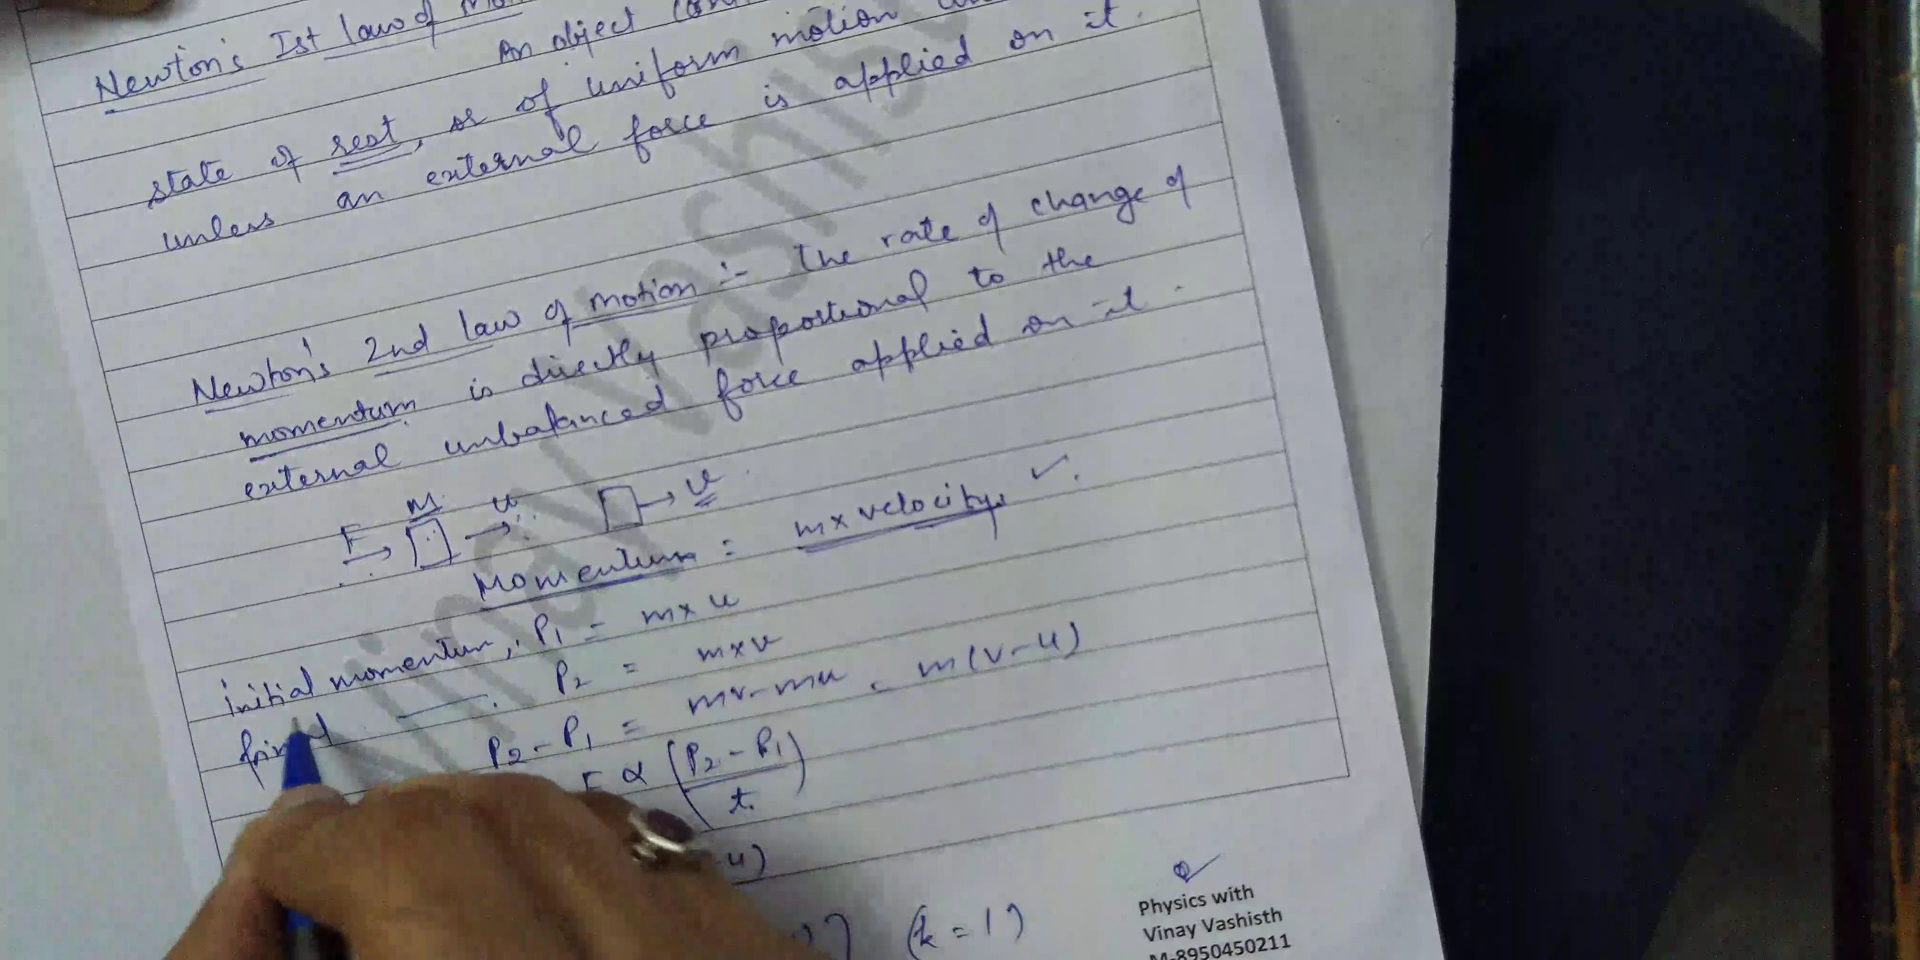 Newton's Ist law of
An object
state of rest, or of uniform motion
unless an external force is applied on it.
Newton's 2nd law of motion :- The rate of change of
momentum is directly proportional to the
external unbalanced force applied on it.
F → M u → → v
Momentum = m x velocity ✓.
initial momentum, P1 = m x u
final —— P2 = m x v
P2 - P1 = mv - mu = m(v-u)
F ∝ (P2 - P1 / t)
u)
(k = 1)
Physics with
Vinay Vashisth
M-8950450211
Vinay Vashist